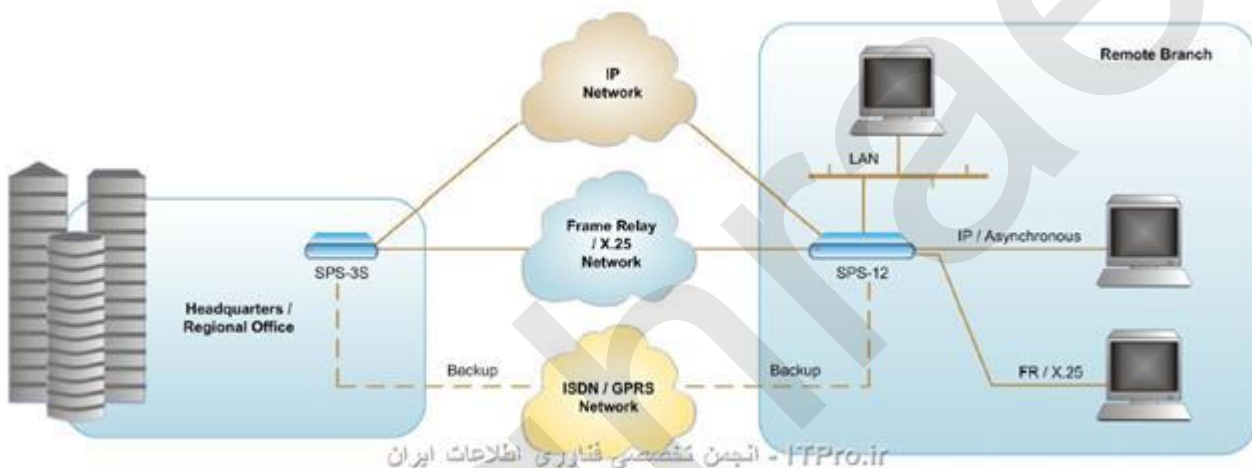 IP
Network
Remote Branch
LAN
Frame Relay
/ X.25
Network
IP / Asynchronous
SPS-3S
SPS-12
Headquarters /
Regional Office
Backup
ISDN / GPRS
Network
Backup
FR / X.25
ITPro.ir - انجمن تخصصی فناوری اطلاعات ایران